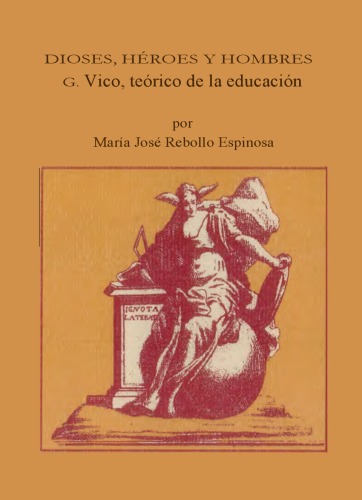 DIOSES, HÉROES Y HOMBRES
G. Vico, teórico de la educación
por
María José Rebollo Espinosa
IGNOTA
LATEBAT